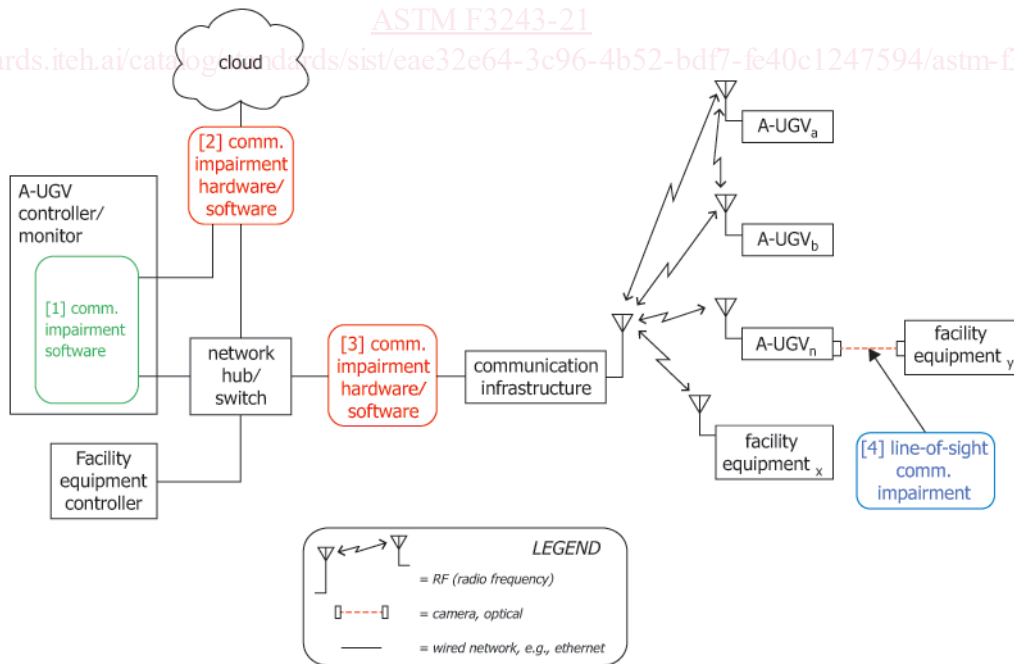 ASTM F3243-21
rds.iteh.ai/catalog/standards/sist/eae32e64-3c96-4b52-bdf7-fe40c1247594/astm-f3
cloud
[2] comm.
impairment
hardware/
software
A-UGV
controller/
monitor
[1] comm.
impairment
software
network
hub/
switch
Facility
equipment
controller
[3] comm.
impairment
hardware/
software
communication
infrastructure
A-UGVa
A-UGVb
A-UGVn
facility
equipment x
facility
equipment y
[4] line-of-sight
comm.
impairment
LEGEND
= RF (radio frequency)
= camera, optical
= wired network, e.g., ethernet